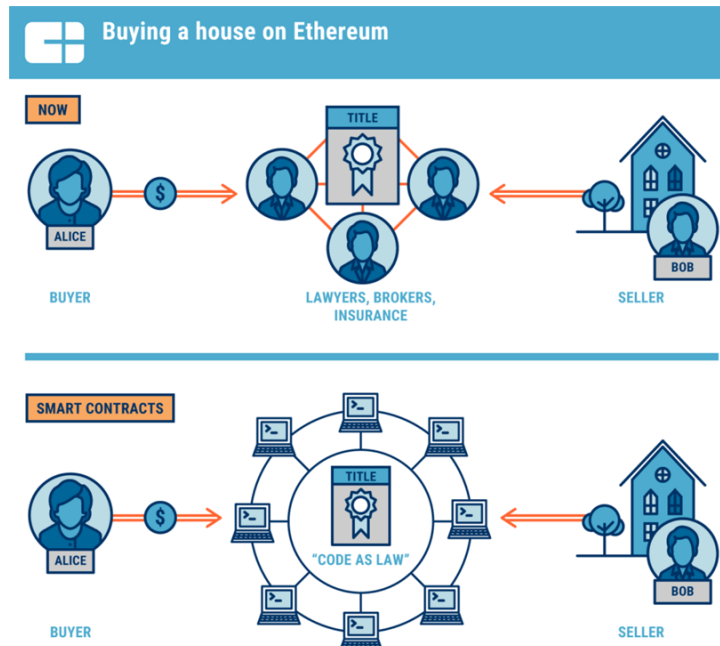 Buying a house on Ethereum
NOW
TITLE
$
ALICE
BOB
BUYER
LAWYERS, BROKERS,
INSURANCE
SELLER
SMART CONTRACTS
TITLE
$
"CODE AS LAW"
ALICE
BOB
BUYER
SELLER